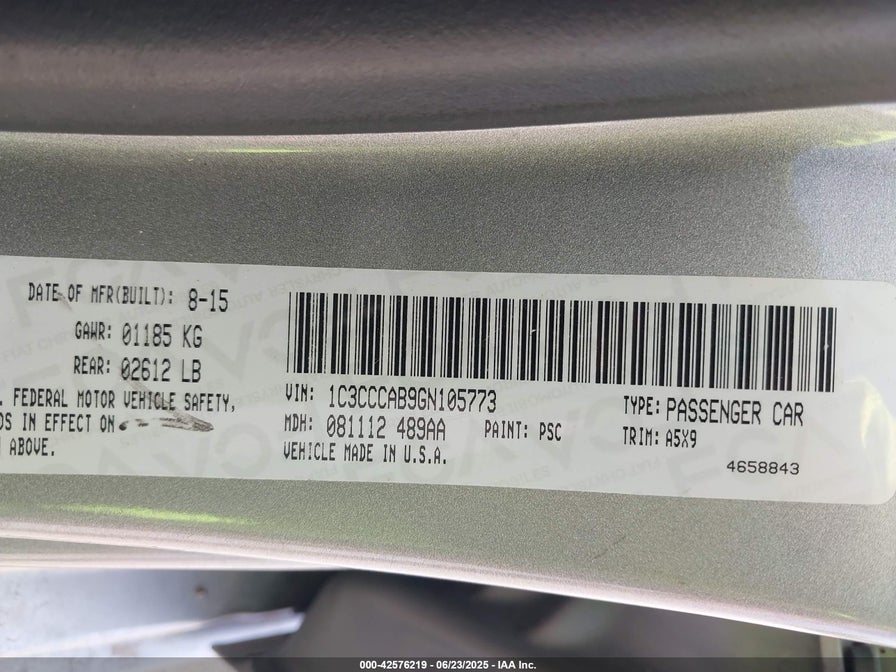 DATE OF MFR(BUILT): 8-15
GAWR: 01185 KG
REAR: 02612 LB
. FEDERAL MOTOR VEHICLE SAFETY,
DS IN EFFECT ON
ABOVE.
VIN: 1C3CCCAB9GN105773
MDH: 081112 489AA PAINT: PSC
VEHICLE MADE IN U.S.A.
TYPE: PASSENGER CAR
TRIM: A5X9
4658843
000-42576219 - 06/23/2025 - IAA Inc.